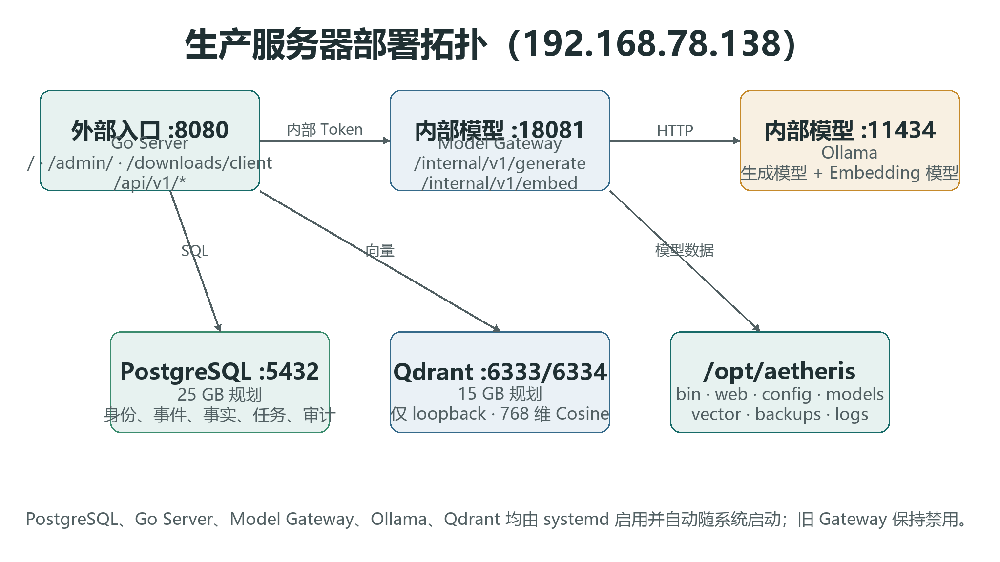 生产服务器部署拓扑（192.168.78.138）
外部入口 :8080
Go Server
/ · /admin/ · /downloads/client
/api/v1/*
内部 Token
内部模型 :18081
Model Gateway
/internal/v1/generate
/internal/v1/embed
HTTP
内部模型 :11434
Ollama
生成模型 + Embedding 模型
SQL
向量
模型数据
PostgreSQL :5432
25 GB 规划
身份、事件、事实、任务、审计
Qdrant :6333/6334
15 GB 规划
仅 loopback · 768 维 Cosine
/opt/aetheris
bin · web · config · models
vector · backups · logs
PostgreSQL、Go Server、Model Gateway、Ollama、Qdrant 均由 systemd 启用并自动随系统启动；旧 Gateway 保持禁用。